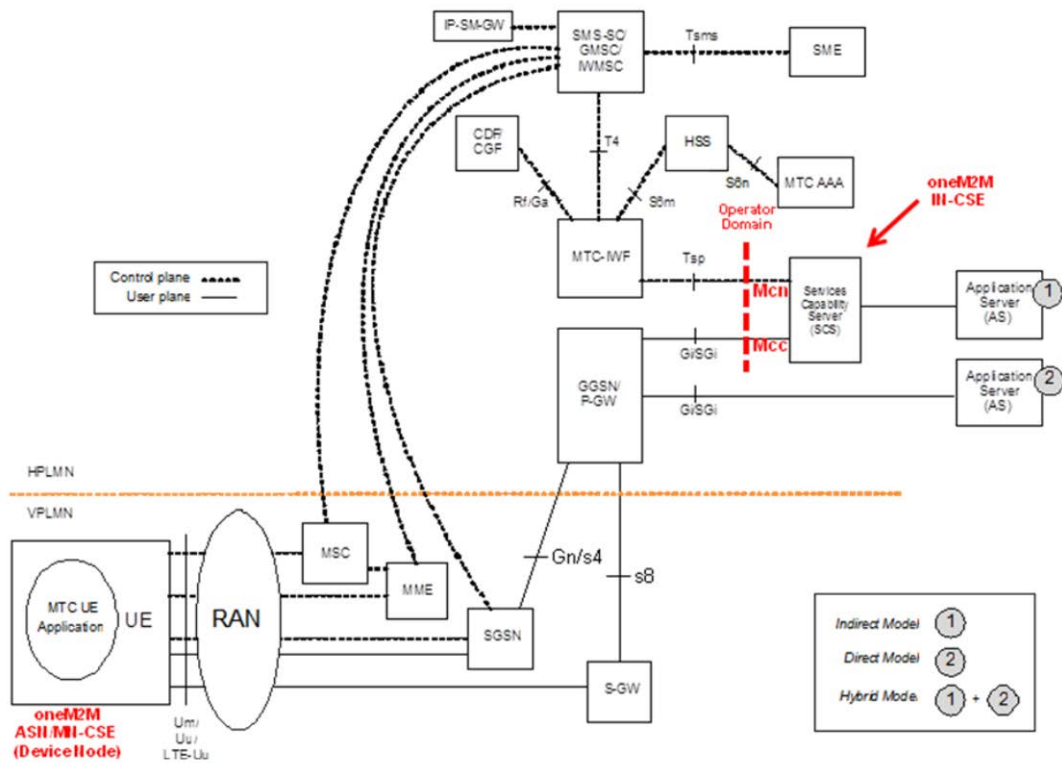 IP-SM-GW
SMS-SC/
GMSC/
IWMSC
Tsms
SME
CDF/
CGF
T4
HSS
Rf/Ga
S6m
S6n
MTC AAA
oneM2M
IN-CSE
Operator
Domain
MTC-IWF
Tsp
Control plane
User plane
Mcn
Mcc
Services
Capability
Server
(SCS)
Application
Server
(AS)
1
Gi/SGi
GGSN/
P-GW
Gi/SGi
Application
Server
(AS)
2
HPLMN
VPLMN
MSC
MME
SGSN
S-GW
Gn/s4
s8
MTC UE
Application
UE
RAN
oneM2M
ASN/MN-CSE
(Device Node)
Um/
Uu/
LTE-Uu
Indirect Model 1
Direct Model 2
Hybrid Model 1 + 2